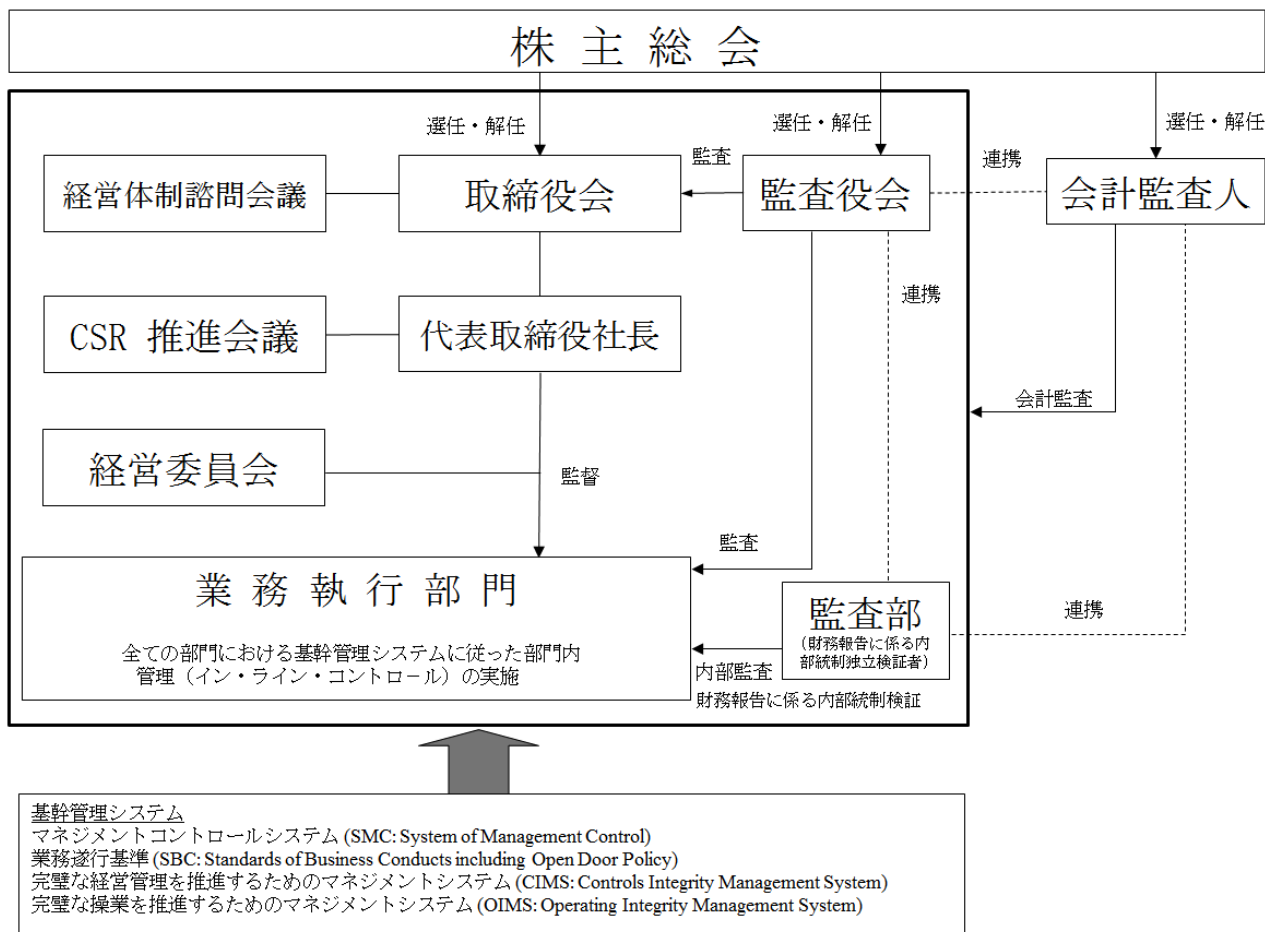 株主総会
選任・解任
選任・解任
選任・解任
経営体制諮問会議
取締役会
監査
監査役会
連携
会計監査人
連携
CSR 推進会議
代表取締役社長
会計監査
経営委員会
監督
監査
業務執行部門
全ての部門における基幹管理システムに従った部門内
管理（イン・ライン・コントロール）の実施
監査部
（財務報告に係る内
部統制独立検証者）
連携
内部監査
財務報告に係る内部統制検証
基幹管理システム
マネジメントコントロールシステム (SMC: System of Management Control)
業務遂行基準 (SBC: Standards of Business Conducts including Open Door Policy)
完璧な経営管理を推進するためのマネジメントシステム (CIMS: Controls Integrity Management System)
完璧な操業を推進するためのマネジメントシステム (OIMS: Operating Integrity Management System)